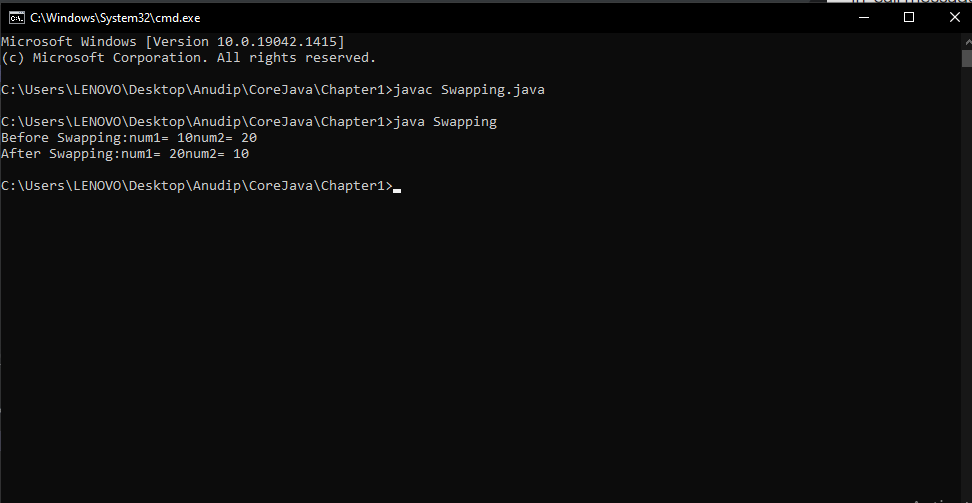 C:\Windows\System32\cmd.exe
Microsoft Windows [Version 10.0.19042.1415]
(c) Microsoft Corporation. All rights reserved.
C:\Users\LENOVO\Desktop\Anudip\CoreJava\Chapter1>javac Swapping.java
C:\Users\LENOVO\Desktop\Anudip\CoreJava\Chapter1>java Swapping
Before Swapping:num1= 10num2= 20
After Swapping:num1= 20num2= 10
C:\Users\LENOVO\Desktop\Anudip\CoreJava\Chapter1>